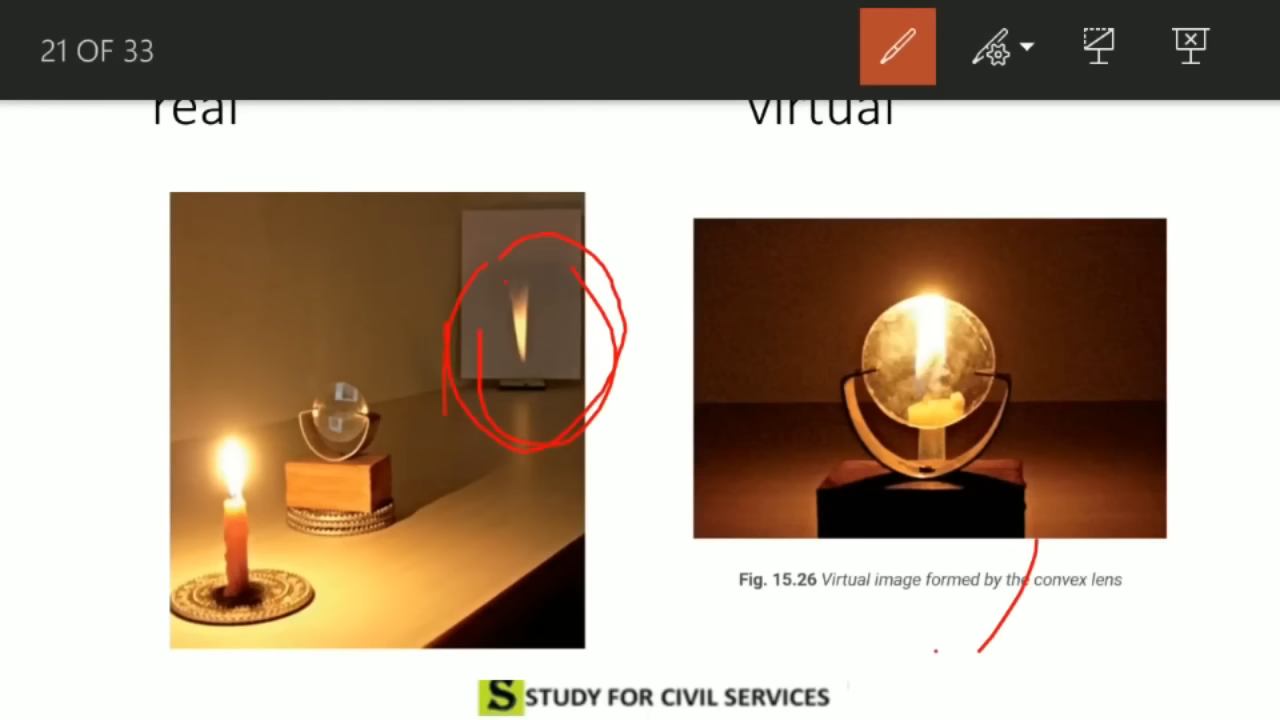 21 OF 33
real
virtual
Fig. 15.26 Virtual image formed by the convex lens
S STUDY FOR CIVIL SERVICES